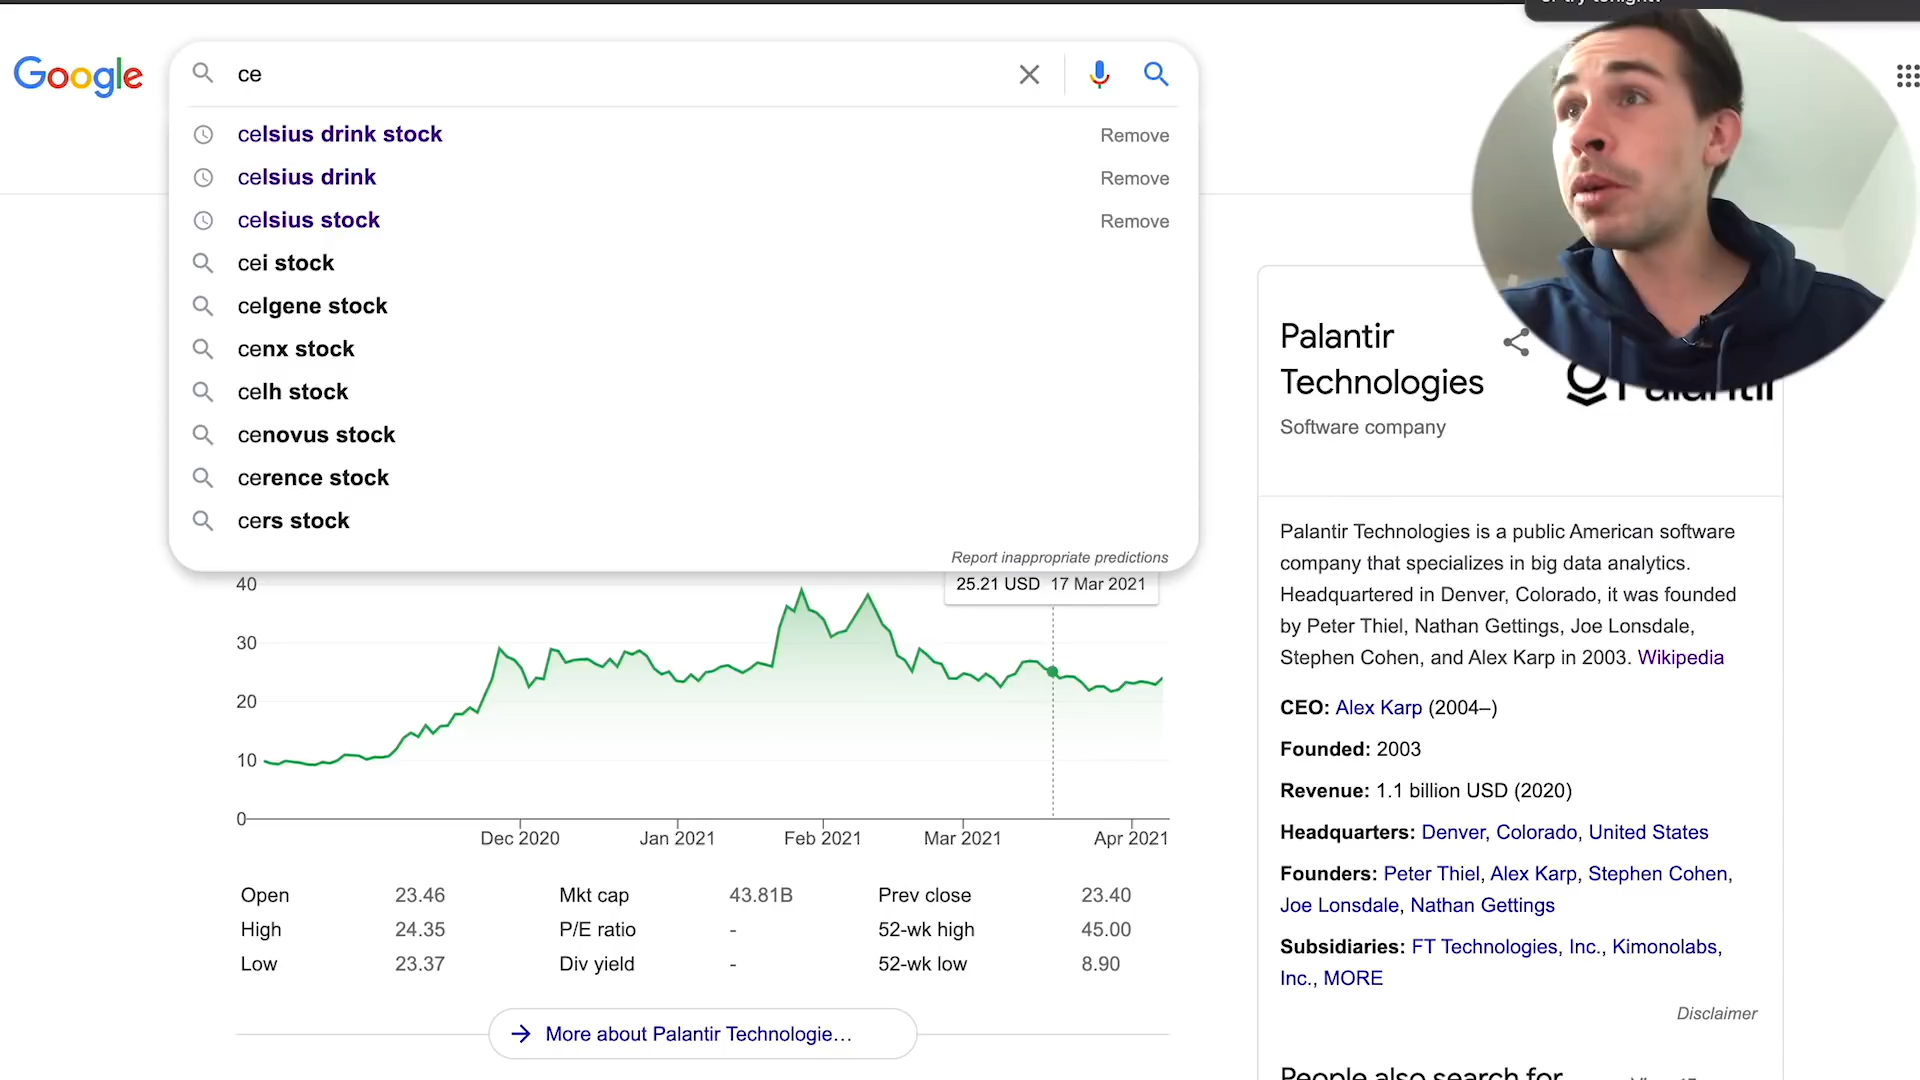 Google
ce
celsius drink stock
Remove
celsius drink
Remove
celsius stock
Remove
cei stock
celgene stock
cenx stock
celh stock
cenovus stock
cerence stock
cers stock
Report inappropriate predictions
25.21 USD 17 Mar 2021
40
30
20
10
0
Dec 2020 Jan 2021 Feb 2021 Mar 2021 Apr 2021
Open 23.46 Mkt cap 43.81B Prev close 23.40
High 24.35 P/E ratio - 52-wk high 45.00
Low 23.37 Div yield - 52-wk low 8.90
More about Palantir Technologie…
Palantir
Technologies
Software company
Palantir
Palantir Technologies is a public American software
company that specializes in big data analytics.
Headquartered in Denver, Colorado, it was founded
by Peter Thiel, Nathan Gettings, Joe Lonsdale,
Stephen Cohen, and Alex Karp in 2003. Wikipedia
CEO: Alex Karp (2004–)
Founded: 2003
Revenue: 1.1 billion USD (2020)
Headquarters: Denver, Colorado, United States
Founders: Peter Thiel, Alex Karp, Stephen Cohen,
Joe Lonsdale, Nathan Gettings
Subsidiaries: FT Technologies, Inc., Kimonolabs,
Inc., MORE
Disclaimer
People also search for